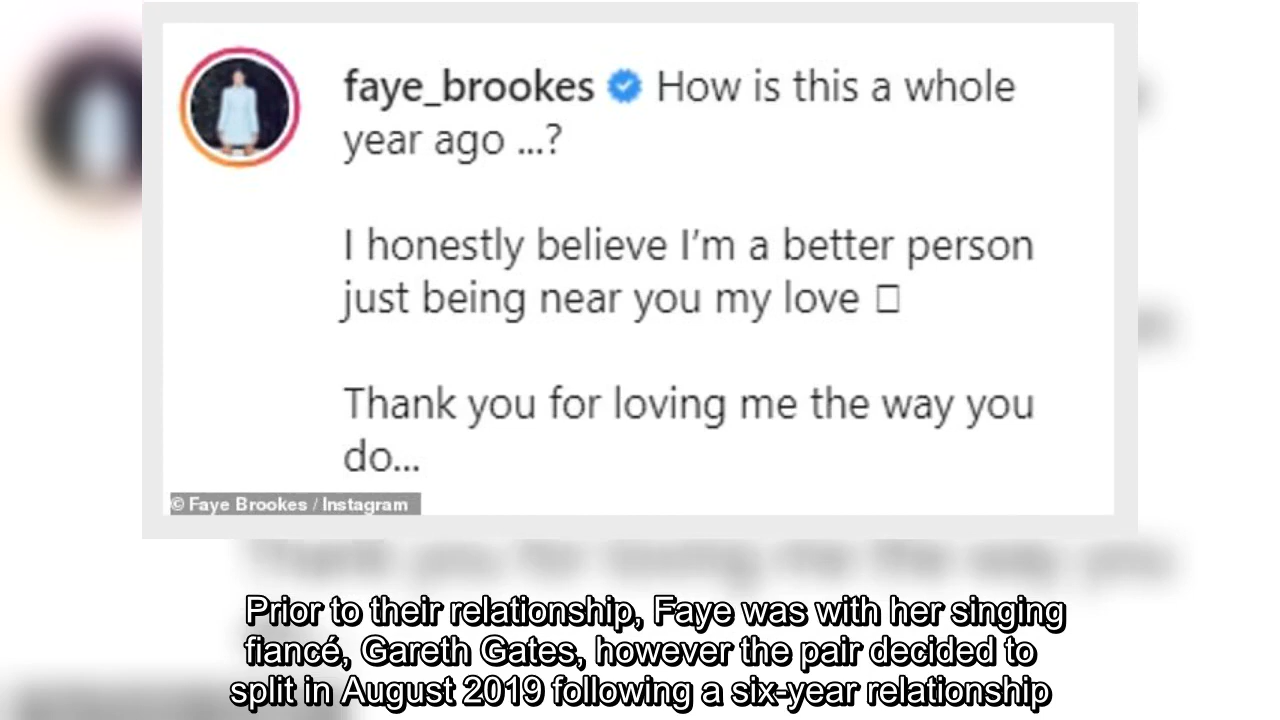 faye_brookes How is this a whole
year ago ...?
I honestly believe I’m a better person
just being near you my love □
Thank you for loving me the way you
do...
© Faye Brookes / Instagram
Prior to their relationship, Faye was with her singing
fiancé, Gareth Gates, however the pair decided to
split in August 2019 following a six-year relationship